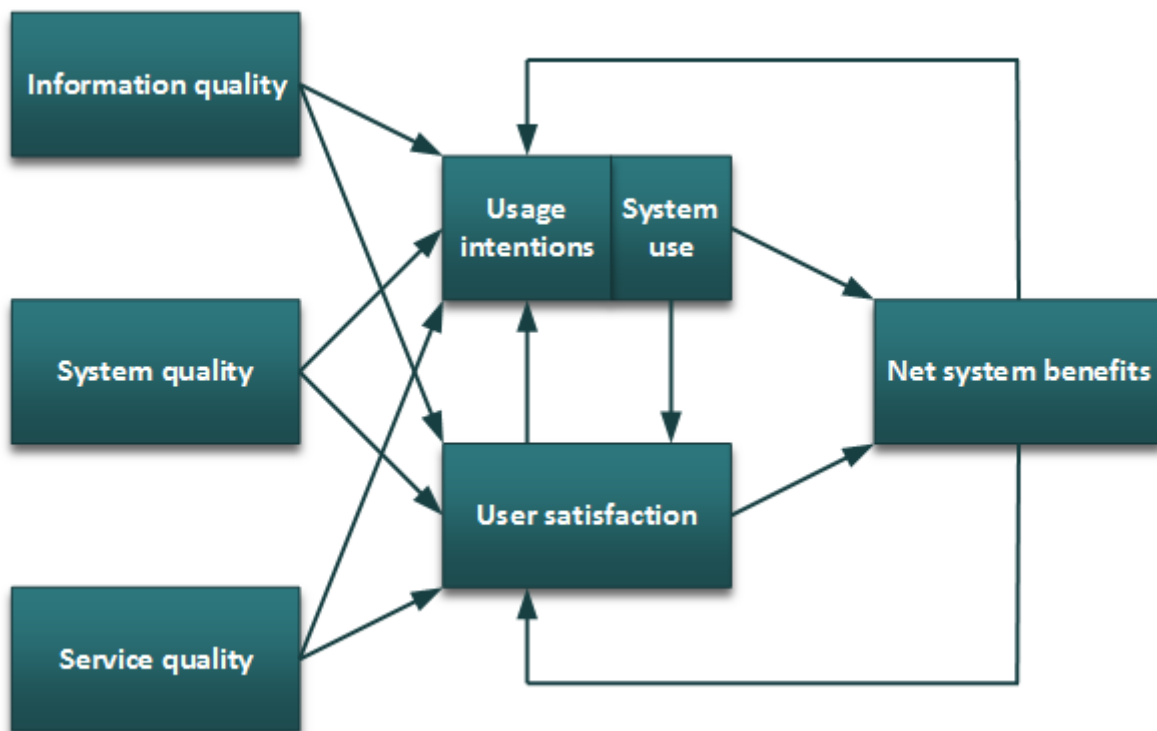 Information quality
Usage
intentions
System
use
System quality
Net system benefits
User satisfaction
Service quality